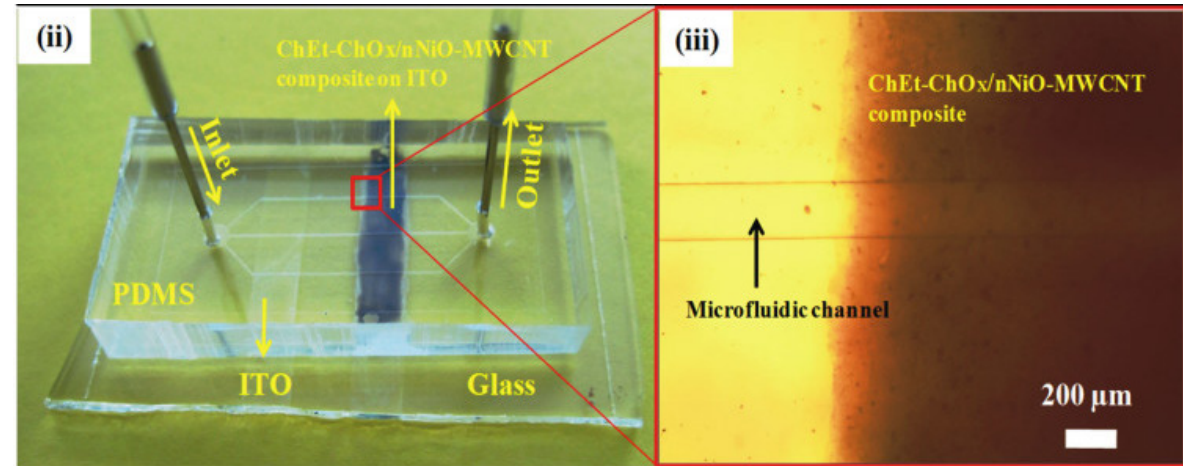 (ii)
ChEt-ChOx/nNiO-MWCNT
composite on ITO
Inlet
Outlet
PDMS
ITO
Glass
(iii)
ChEt-ChOx/nNiO-MWCNT
composite
Microfluidic channel
200 µm